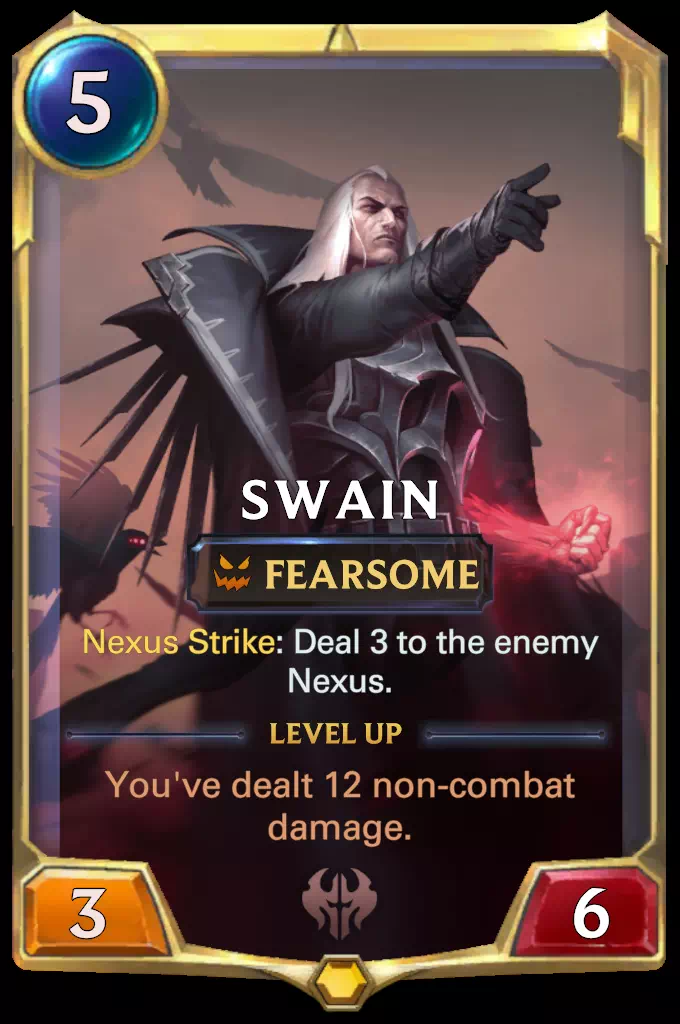 5
SWAIN
FEARSOME
Nexus Strike: Deal 3 to the enemy
Nexus.
LEVEL UP
You've dealt 12 non-combat
damage.
3
6